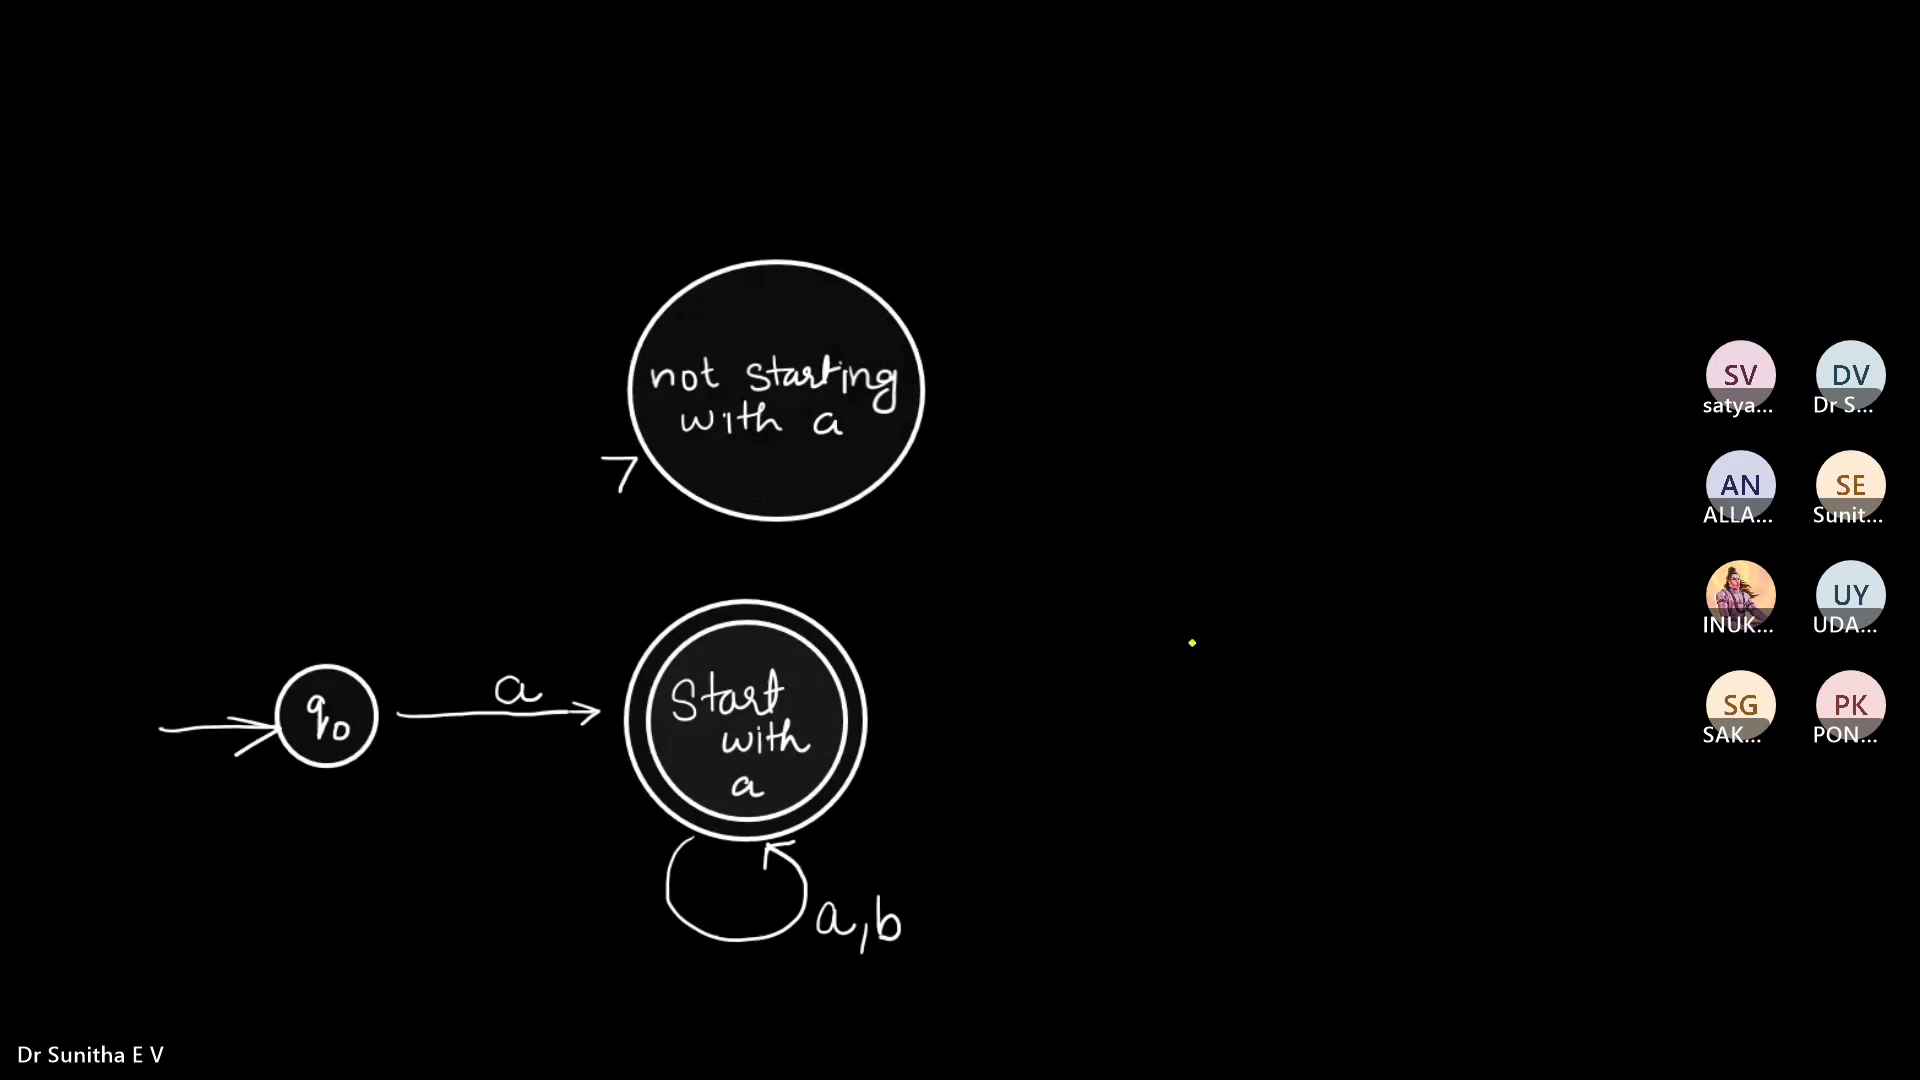 not starting
with a
q0
a
Start
with
a
a,b
SV
satya...
DV
Dr S...
AN
ALLA...
SE
Sunit...
INUK...
UY
UDA...
SG
SAK...
PK
PON...
Dr Sunitha E V